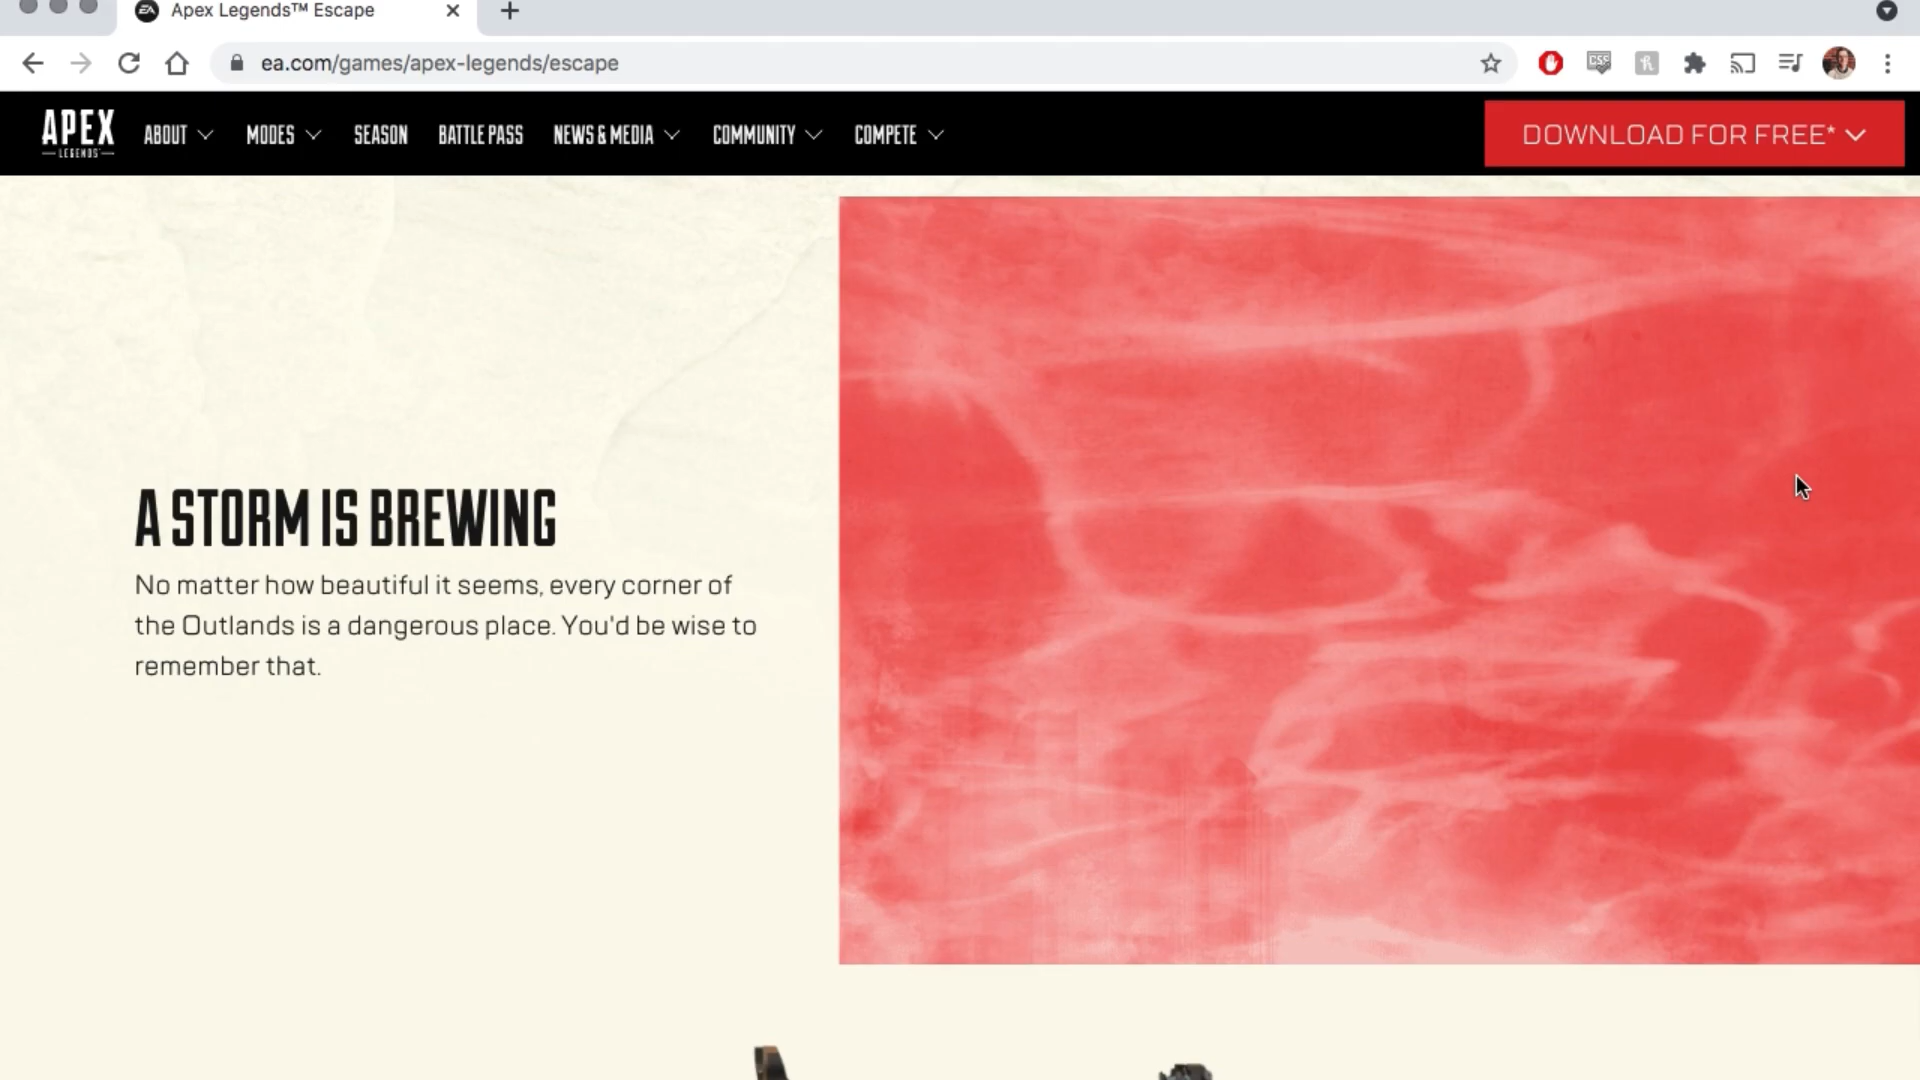 Apex Legends™ Escape
ea.com/games/apex-legends/escape
APEX
LEGENDS
ABOUT
MODES
SEASON
BATTLE PASS
NEWS & MEDIA
COMMUNITY
COMPETE
DOWNLOAD FOR FREE*
A STORM IS BREWING
No matter how beautiful it seems, every corner of
the Outlands is a dangerous place. You'd be wise to
remember that.